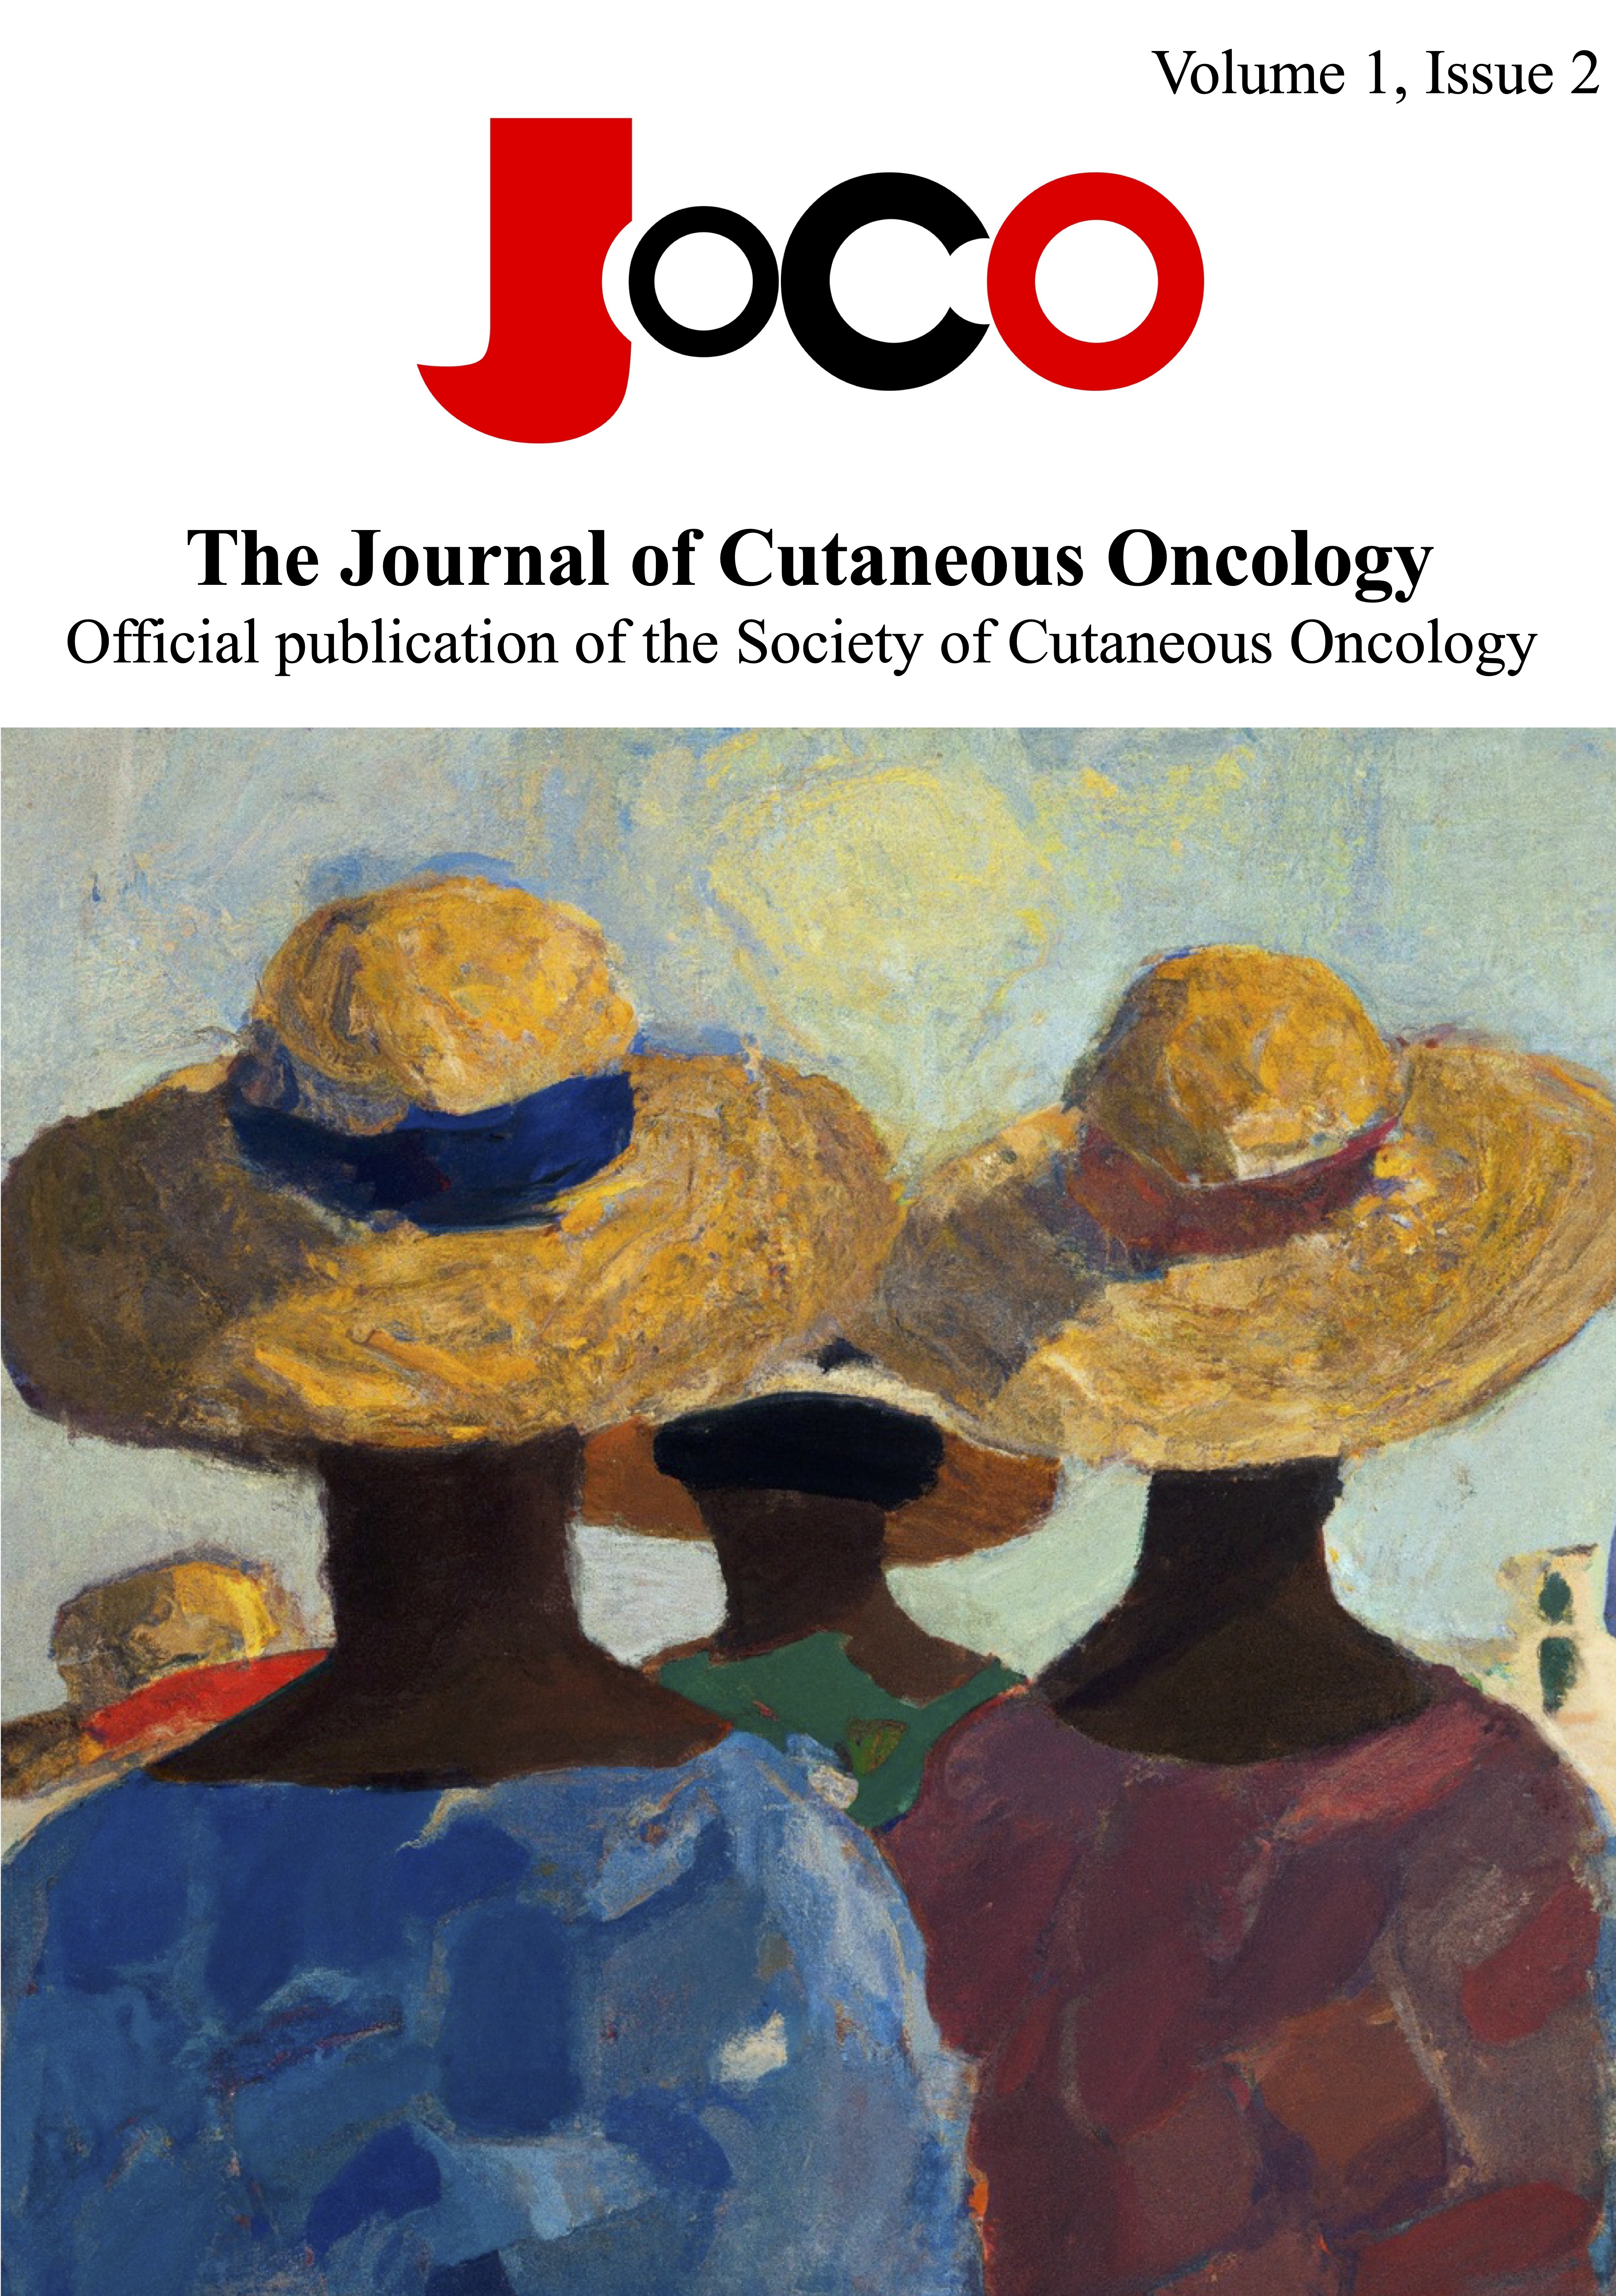 Volume 1, Issue 2
JoCO
The Journal of Cutaneous Oncology
Official publication of the Society of Cutaneous Oncology